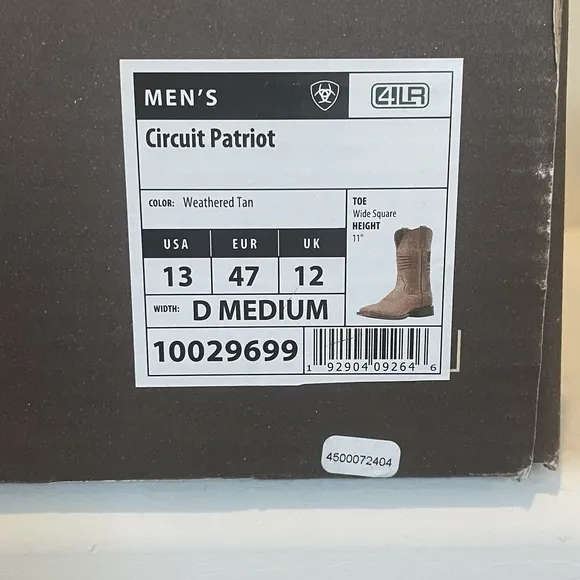 MEN'S
4LR
Circuit Patriot
COLOR: Weathered Tan
TOE
Wide Square
HEIGHT
11"
USA EUR UK
13 47 12
WIDTH: D MEDIUM
10029699
1 92904 09264 6
4500072404